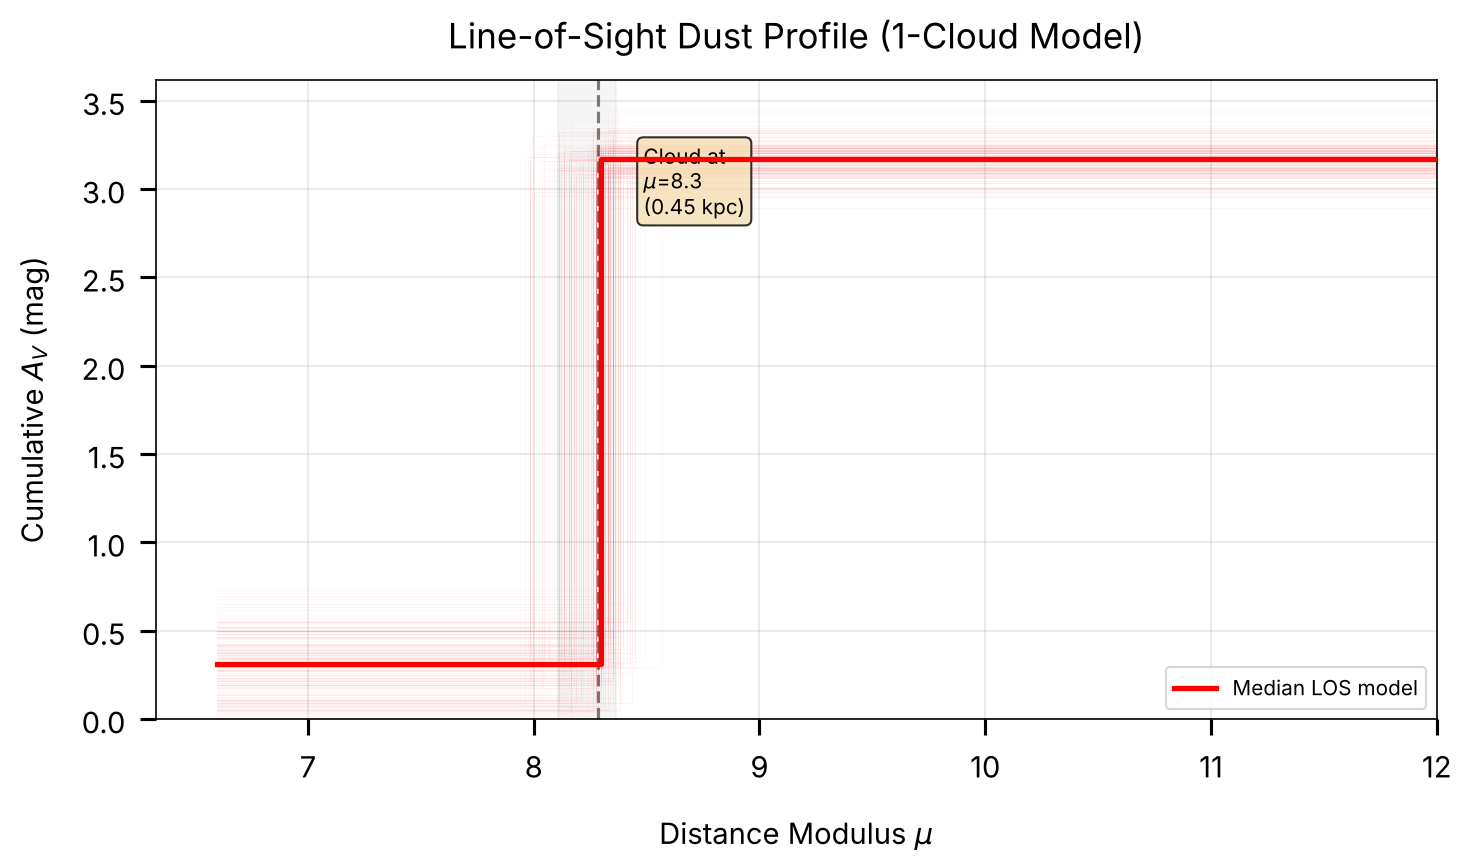 Line-of-Sight Dust Profile (1-Cloud Model)
Cumulative A_V (mag)
3.5
3.0
2.5
2.0
1.5
1.0
0.5
0.0
Cloud at
μ=8.3
(0.45 kpc)
Median LOS model
7 8 9 10 11 12
Distance Modulus μ